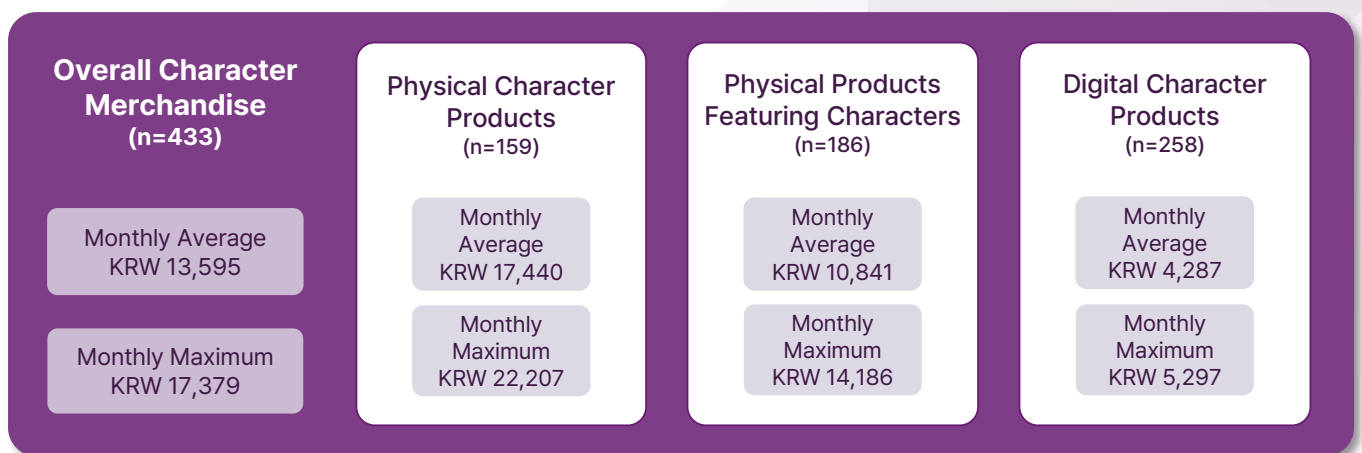 Overall Character
Merchandise
(n=433)
Monthly Average
KRW 13,595
Monthly Maximum
KRW 17,379
Physical Character
Products
(n=159)
Monthly
Average
KRW 17,440
Monthly
Maximum
KRW 22,207
Physical Products
Featuring Characters
(n=186)
Monthly
Average
KRW 10,841
Monthly
Maximum
KRW 14,186
Digital Character
Products
(n=258)
Monthly
Average
KRW 4,287
Monthly
Maximum
KRW 5,297